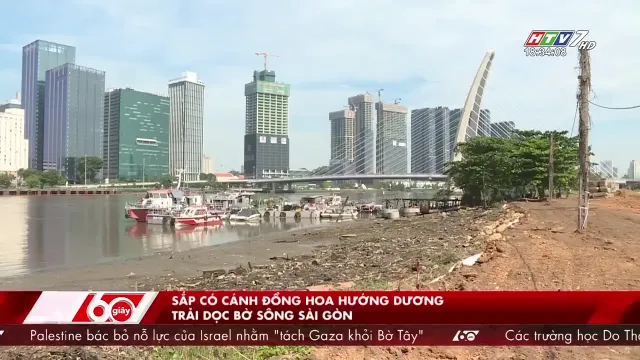 HTV7 HD
18:34:08
60 giây
SẮP CÓ CÁNH ĐỒNG HOA HƯỚNG DƯƠNG
TRẢI DỌC BỜ SÔNG SÀI GÒN
Palestine bác bỏ nỗ lực của Israel nhằm "tách Gaza khỏi Bờ Tây" 60 Các trường học Do Th